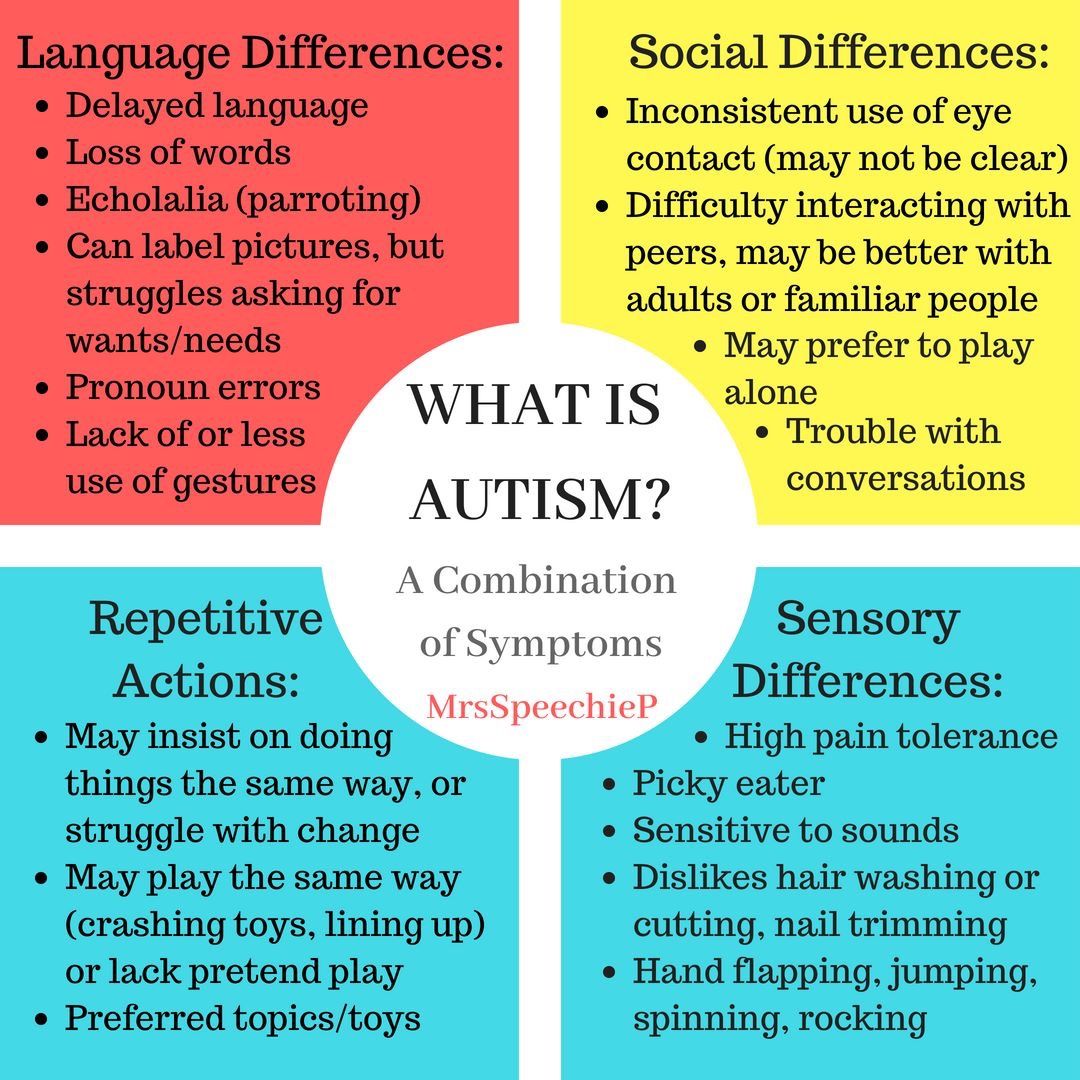 Language Differences:
• Delayed language
• Loss of words
• Echolalia (parroting)
• Can label pictures, but
struggles asking for
wants/needs
• Pronoun errors
• Lack of or less
use of gestures
Social Differences:
• Inconsistent use of eye
contact (may not be clear)
• Difficulty interacting with
peers, may be better with
adults or familiar people
• May prefer to play
alone
• Trouble with
conversations
WHAT IS
AUTISM?
A Combination
of Symptoms
MrsSpeechieP
Repetitive
Actions:
• May insist on doing
things the same way, or
struggle with change
• May play the same way
(crashing toys, lining up)
or lack pretend play
• Preferred topics/toys
Sensory
Differences:
• High pain tolerance
• Picky eater
• Sensitive to sounds
• Dislikes hair washing or
cutting, nail trimming
• Hand flapping, jumping,
spinning, rocking